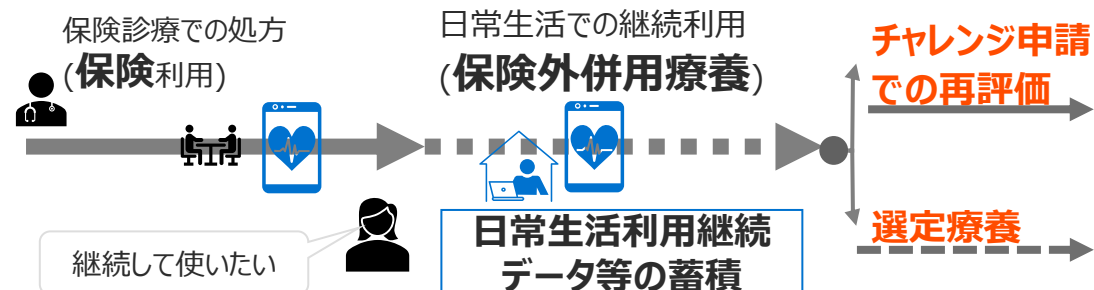 保険診療での処方
(保険利用)
日常生活での継続利用
(保険外併用療養)
チャレンジ申請
での再評価
継続して使いたい
日常生活利用継続
データ等の蓄積
選定療養